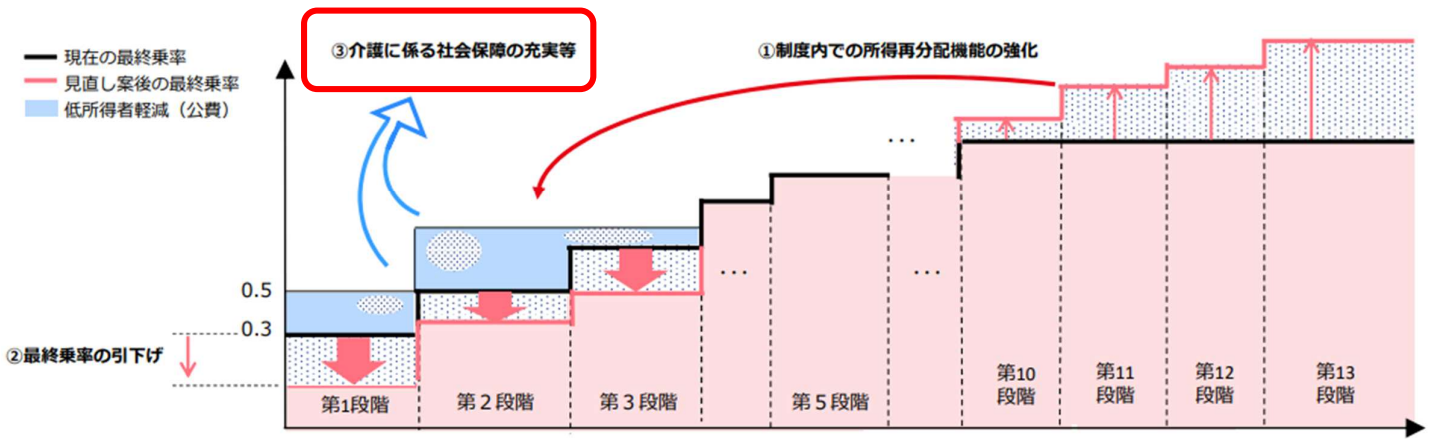 ③介護に係る社会保障の充実等
①制度内での所得再分配機能の強化
現在の最終乗率
見直し案後の最終乗率
低所得者軽減（公費）
0.5
0.3
②最終乗率の引下げ
…
…
…
第1段階
第２段階
第３段階
第５段階
第10
段階
第11
段階
第12
段階
第13
段階